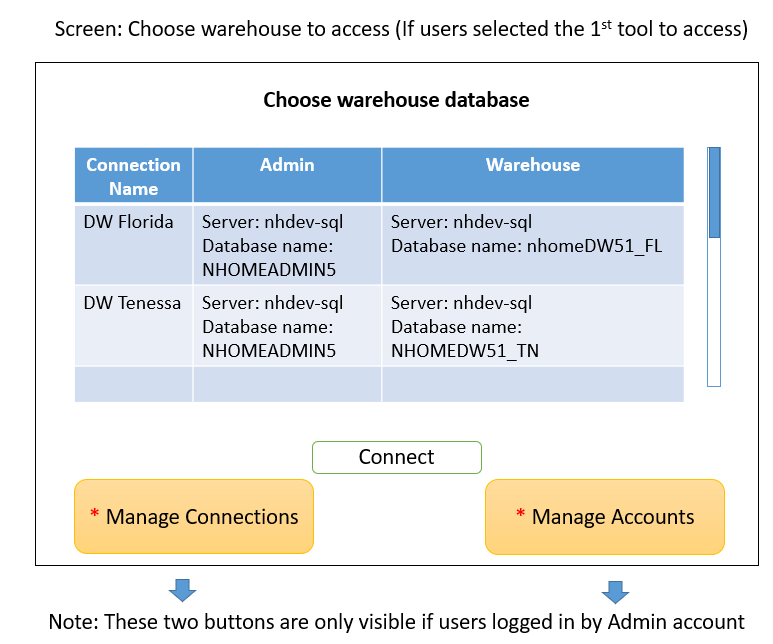 Screen: Choose warehouse to access (If users selected the 1st tool to access)
Choose warehouse database
Connection Name
Admin
Warehouse
DW Florida
Server: nhdev-sql
Database name:
NHOMEADMIN5
Server: nhdev-sql
Database name: nhomeDW51_FL
DW Tenessa
Server: nhdev-sql
Database name:
NHOMEADMIN5
Server: nhdev-sql
Database name:
NHOMEDW51_TN
Connect
* Manage Connections
* Manage Accounts
Note: These two buttons are only visible if users logged in by Admin account